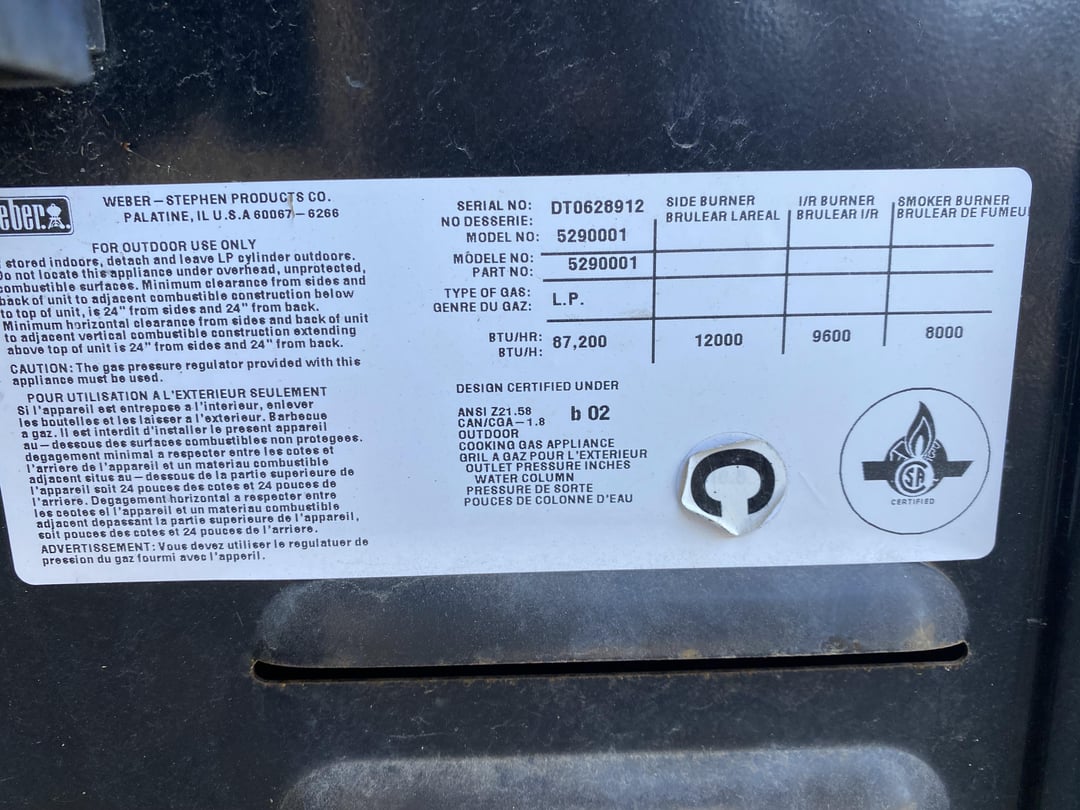 eber.
WEBER-STEPHEN PRODUCTS CO.
PALATINE, IL U.S.A 60067-6266
FOR OUTDOOR USE ONLY
stored indoors, detach and leave LP cylinder outdoors.
Do not locate this appliance under overhead, unprotected,
combustible surfaces. Minimum clearance from sides and
back of unit to adjacent combustible construction below
to top of unit, is 24" from sides and 24" from back.
Minimum horizontal clearance from sides and back of unit
to adjacent vertical combustible construction extending
above top of unit is 24" from sides and 24" from back.
CAUTION: The gas pressure regulator provided with this
appliance must be used.
POUR UTILISATION A L'EXTERIEUR SEULEMENT
Si l'appareil est entrepose a l'interieur, enlever
les bouteilles et les laisser a l'exterieur. Barbecue
a gaz. Il est interdit d'installer le present appareil
au-dessous des surfaces combustibles non protegees.
degagement minimal a respecter entre les cotes et
l'arriere de l'appareil et un materiau combustible
adjacent situs au-dessous de la partie superieure de
l'appareil soit 24 pouces des cotes et 24 pouces de
l'arriere. Degagement horizontal a respecter entre
les ceotes el l'appareil et un materiau combustible
adjacent depassant la partie superieure de l'appareil,
soit pouces des cotes et 24 pouces de l'arriere.
ADVERTISSEMENT: Vous devez utiliser le regulatuer de
pression du gaz fourmi avec l'apperil.
SERIAL NO: DT0628912
NO DESSERIE:
MODEL NO: 5290001
MODELE NO: 5290001
PART NO:
TYPE OF GAS: L.P.
GENRE DU GAZ:
BTU/HR: 87,200
BTU/H:
SIDE BURNER
BRULEAR LAREAL
12000
I/R BURNER
BRULEAR I/R
9600
SMOKER BURNER
BRULEAR DE FUMEU
8000
DESIGN CERTIFIED UNDER
ANSI Z21.58 b 02
CAN/CGA-1.8
OUTDOOR
COOKING GAS APPLIANCE
GRIL A GAZ POUR L'EXTERIEUR
OUTLET PRESSURE INCHES
WATER COLUMN
PRESSURE DE SORTE
POUCES DE COLONNE D'EAU
C
CERTIFIED